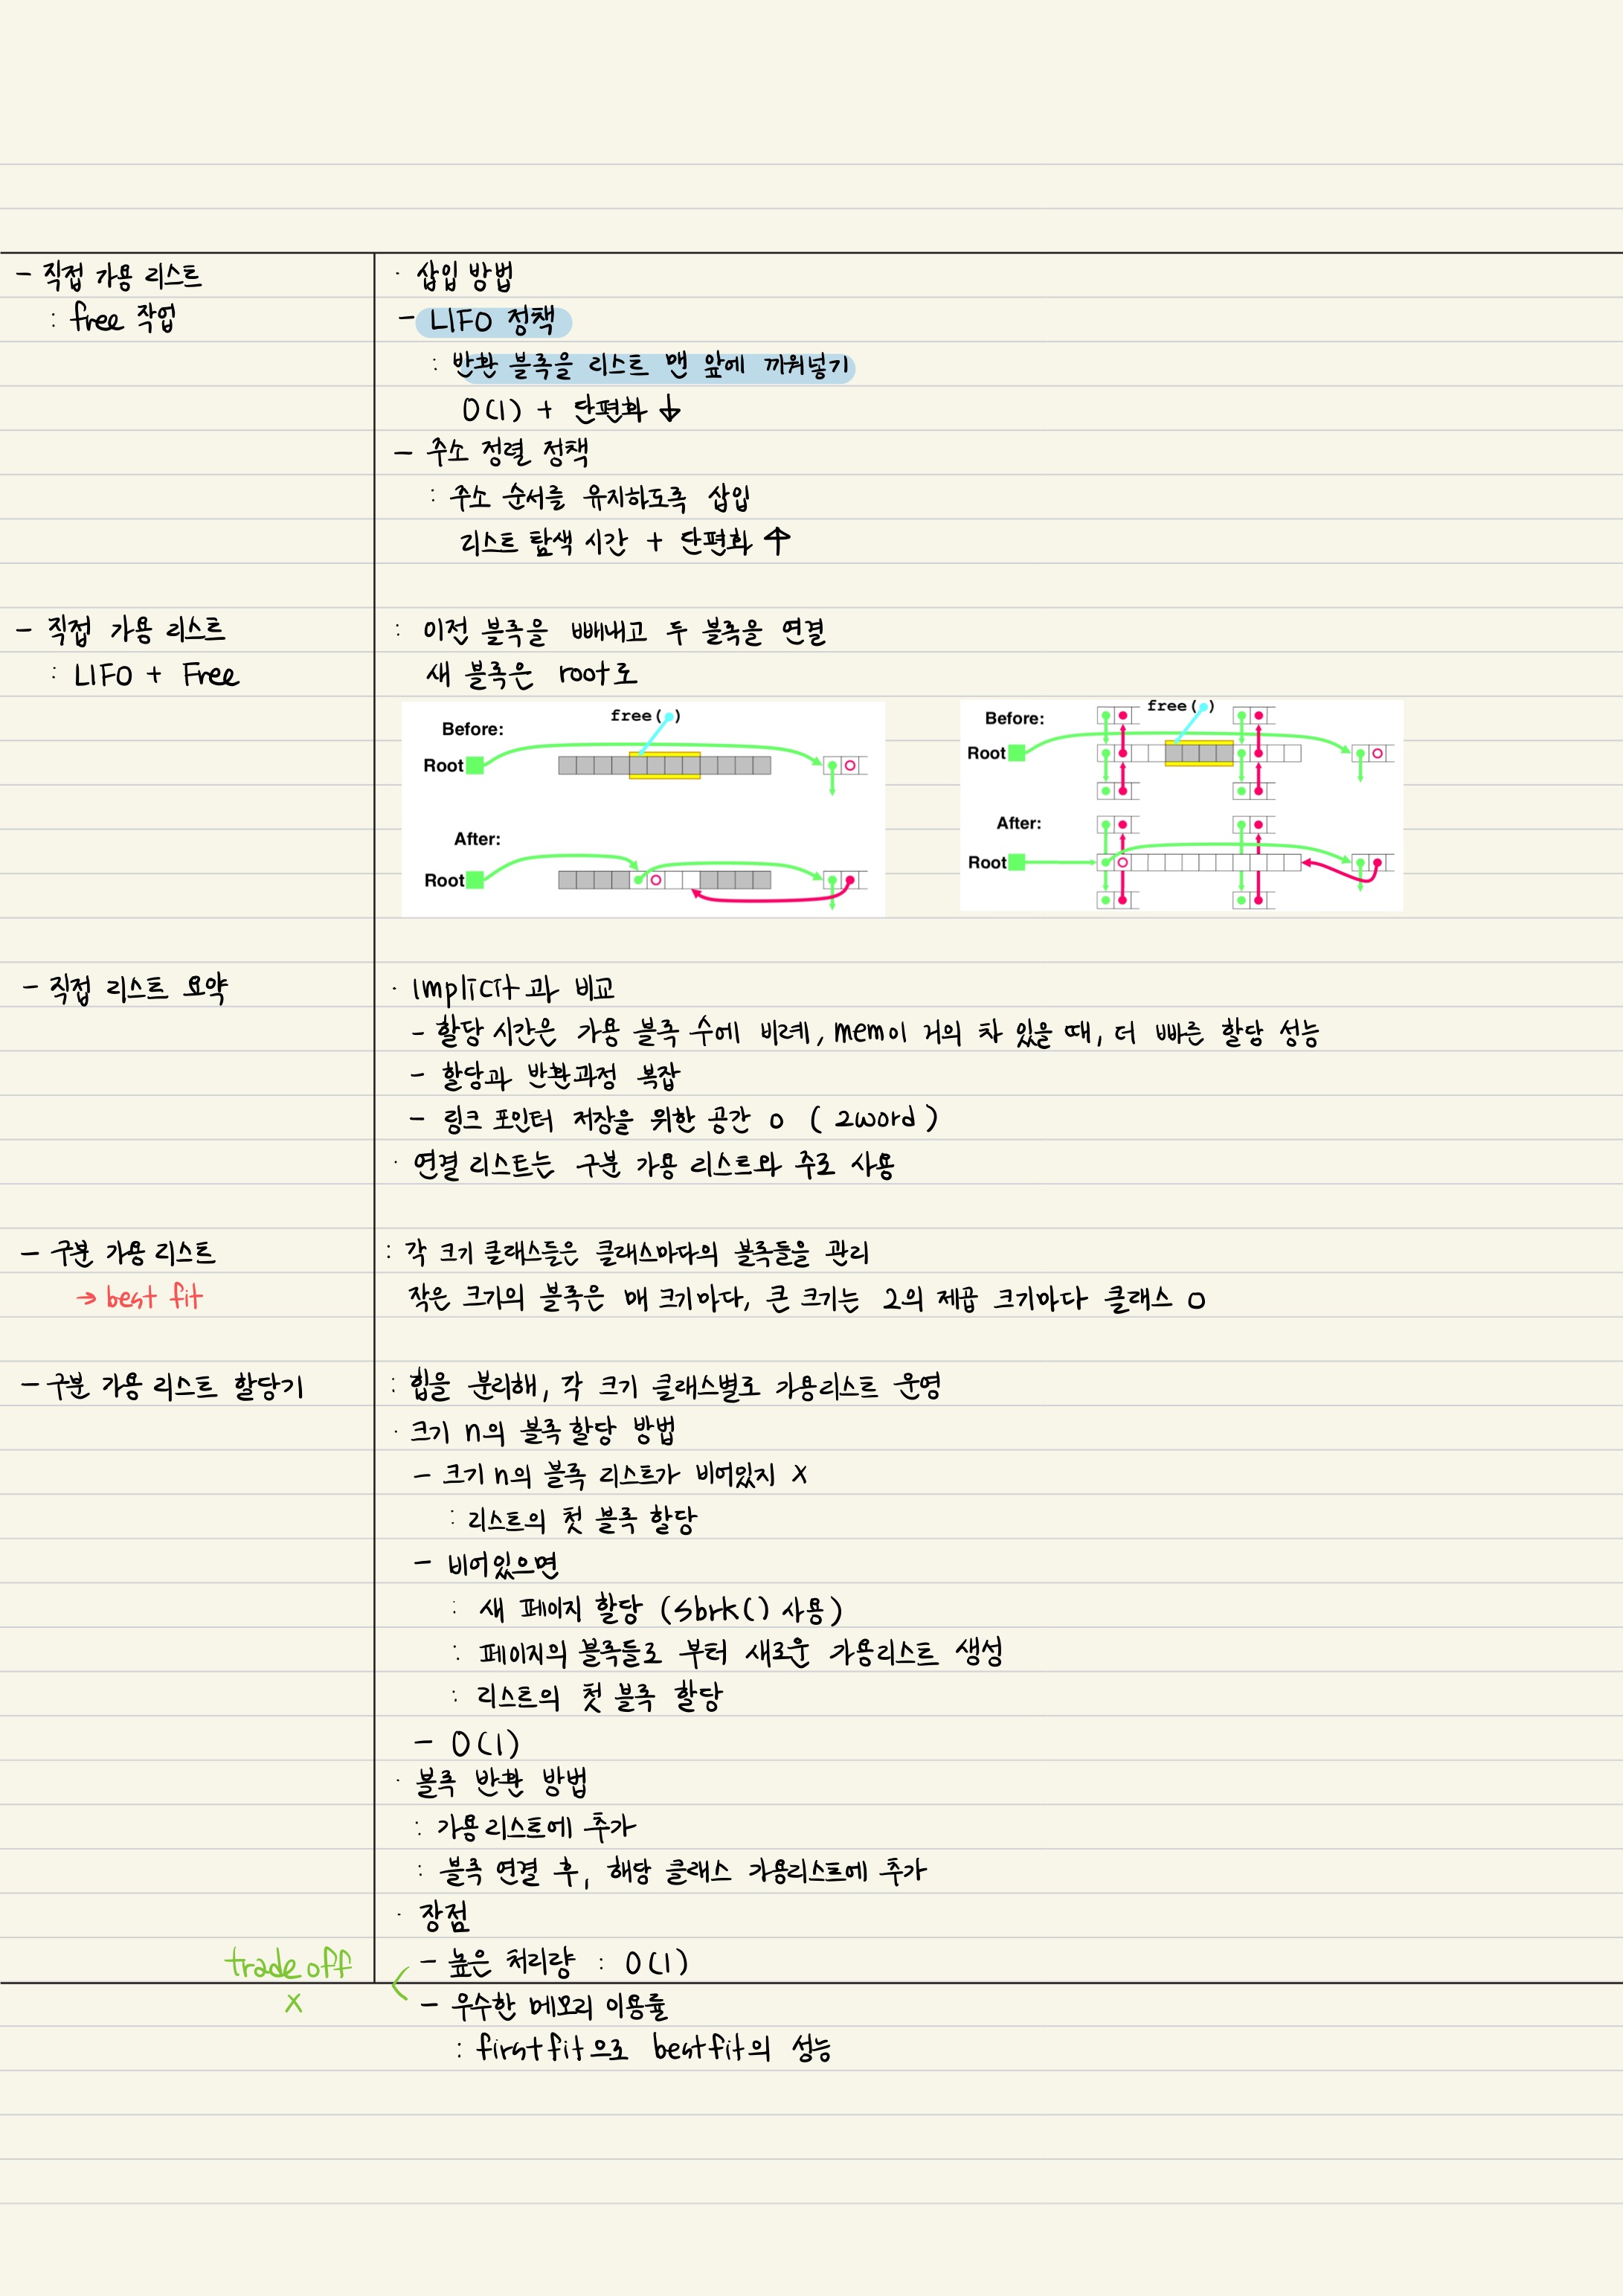 - 직접 가용 리스트
: free 작업
· 삽입 방법
- LIFO 정책
: 반환 블록을 리스트 맨 앞에 끼워넣기
O(1) + 단편화 ↓
- 주소 정렬 정책
: 주소 순서를 유지하도록 삽입
리스트 탐색 시간 + 단편화 ↑
- 직접 가용 리스트
: LIFO + Free
: 이전 블록을 빼내고 두 블록을 연결
새 블록은 root로
free( )
Before:
Root
After:
Root
free( )
Before:
Root
After:
Root
- 직접 리스트 요약
· Implicit과 비교
- 할당 시간은 가용 블록 수에 비례, mem이 거의 차 있을 때, 더 빠른 할당 성능
- 할당과 반환과정 복잡
- 링크 포인터 저장을 위한 공간 o ( 2word )
· 연결 리스트는 구분 가용 리스트와 주로 사용
- 구분 가용 리스트
→ best fit
: 각 크기 클래스들은 클래스마다의 블록들을 관리
작은 크기의 블록은 매 크기마다, 큰 크기는 2의 제곱 크기마다 클래스 o
- 구분 가용 리스트 할당기
: 힙을 분리해, 각 크기 클래스별로 가용리스트 운영
· 크기 n의 블록 할당 방법
- 크기 n의 블록 리스트가 비어있지 x
: 리스트의 첫 블록 할당
- 비어있으면
: 새 페이지 할당 (sbrk() 사용)
: 페이지의 블록들로 부터 새로운 가용리스트 생성
: 리스트의 첫 블록 할당
- O(1)
· 블록 반환 방법
: 가용리스트에 추가
: 블록 연결 후, 해당 클래스 가용리스트에 추가
· 장점
- 높은 처리량 : O(1)
- 우수한 메모리 이용률
: firstfit으로 bestfit의 성능
trade off
x